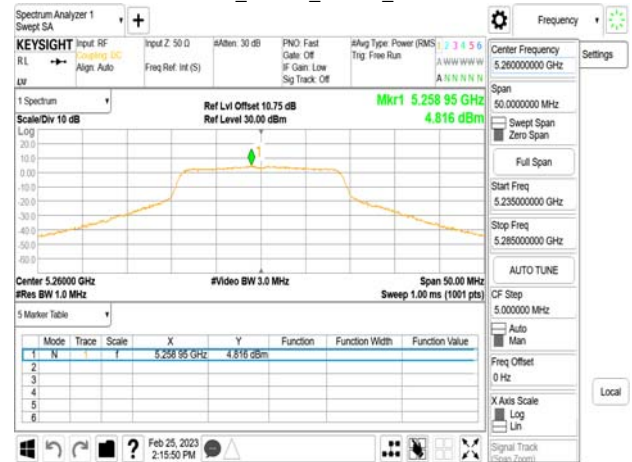 Spectrum Analyzer 1
Swept SA
+
Frequency
KEYSIGHT
Input: RF
Coupling: DC
Align: Auto
Input Z: 50 Ω
Freq Ref: Int (S)
#Atten: 30 dB
PNO: Fast
Gate: Off
IF Gain: Low
Sig Track: Off
#Avg Type: Power (RMS
Trig: Free Run
1 2 3 4 5 6
A W W W W W
A N N N N N
RL
Center Frequency
5.260000000 GHz
Settings
1 Spectrum
Scale/Div 10 dB
Log
Ref Lvl Offset 10.75 dB
Ref Level 30.00 dBm
Mkr1 5.258 95 GHz
4.816 dBm
Span
50.0000000 MHz
Swept Span
Zero Span
Full Span
Start Freq
5.235000000 GHz
Stop Freq
5.285000000 GHz
AUTO TUNE
CF Step
5.000000 MHz
Auto
Man
Freq Offset
0 Hz
X Axis Scale
Log
Lin
Signal Track
(Span Zoom)
Local
20.0
10.0
0.00
-10.0
-20.0
-30.0
-40.0
-50.0
-60.0
1
Center 5.26000 GHz
#Res BW 1.0 MHz
#Video BW 3.0 MHz
Span 50.00 MHz
Sweep 1.00 ms (1001 pts)
5 Marker Table
Mode Trace Scale X Y Function Function Width Function Value
1 N 1 f 5.258 95 GHz 4.816 dBm
2
3
4
5
6
?
Feb 25, 2023
2:15:50 PM